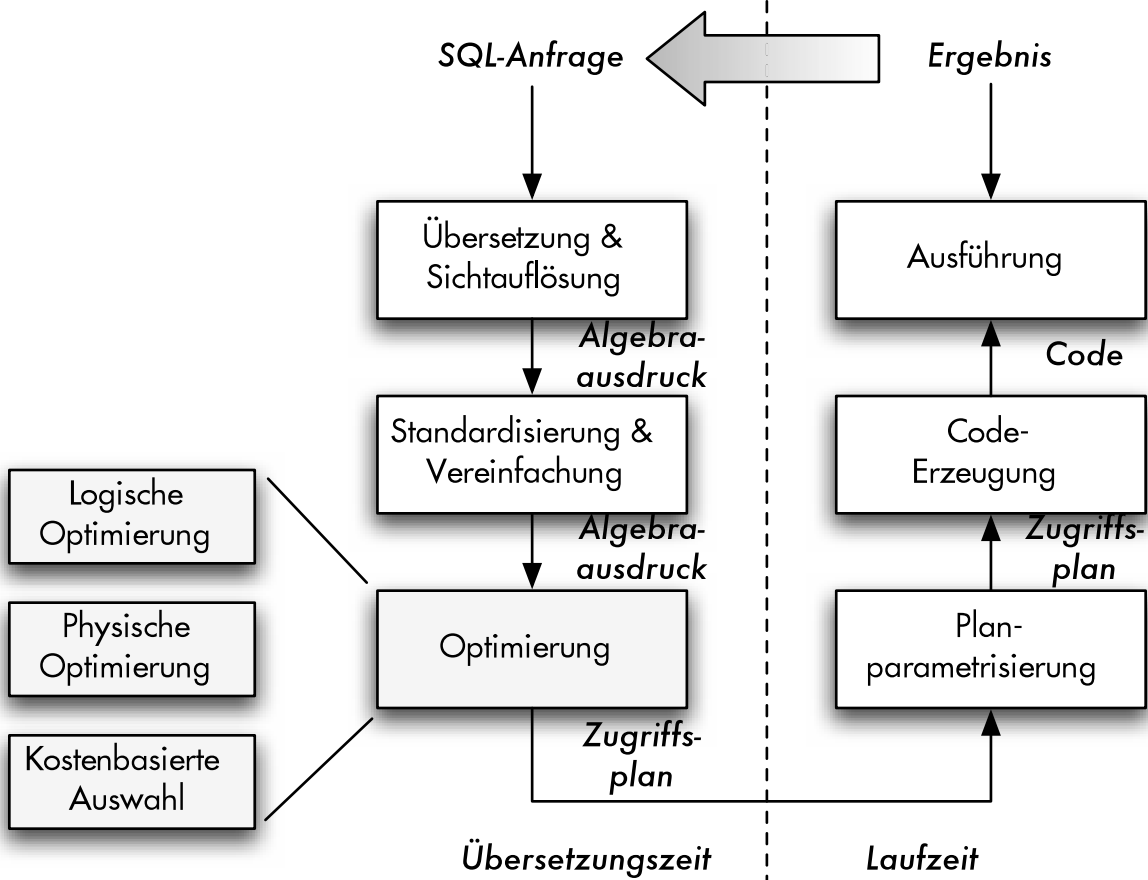 SQL-Anfrage
Ergebnis
Übersetzung &
Sichtauflösung
Ausführung
Algebra-
ausdruck
Code
Standardisierung &
Vereinfachung
Code-
Erzeugung
Logische
Optimierung
Algebra-
ausdruck
Zugriffs-
plan
Physische
Optimierung
Optimierung
Plan-
parametrisierung
Kostenbasierte
Auswahl
Zugriffs-
plan
Übersetzungszeit
Laufzeit